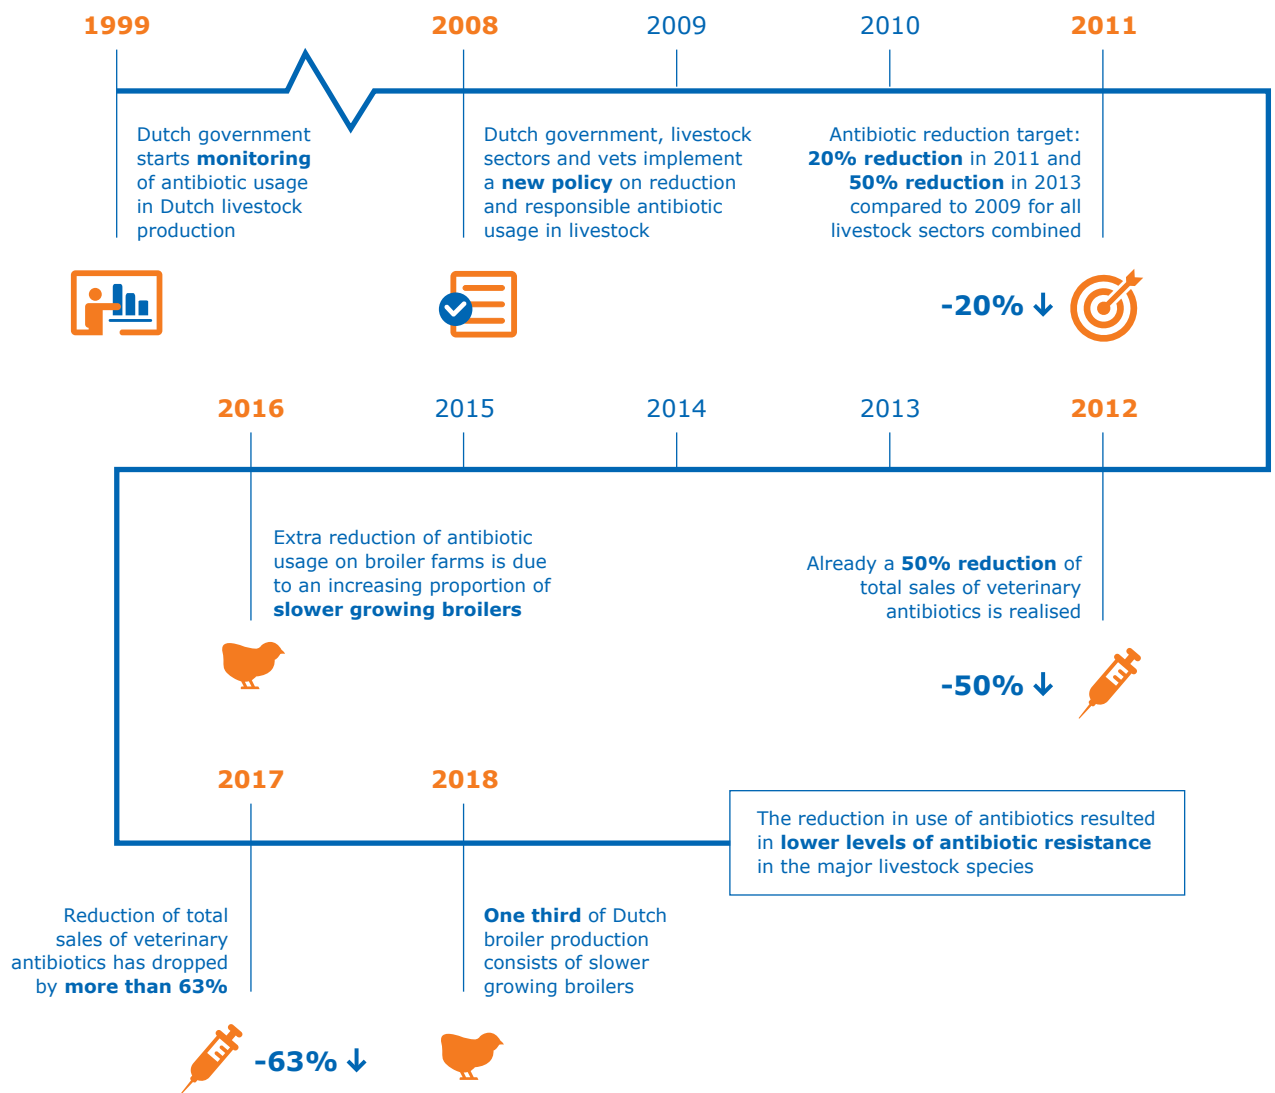 1999
2008
2009
2010
2011
Dutch government
starts monitoring
of antibiotic usage
in Dutch livestock
production
Dutch government, livestock
sectors and vets implement
a new policy on reduction
and responsible antibiotic
usage in livestock
Antibiotic reduction target:
20% reduction in 2011 and
50% reduction in 2013
compared to 2009 for all
livestock sectors combined
-20%
2016
2015
2014
2013
2012
Extra reduction of antibiotic
usage on broiler farms is due
to an increasing proportion of
slower growing broilers
Already a 50% reduction of
total sales of veterinary
antibiotics is realised
-50%
2017
2018
The reduction in use of antibiotics resulted
in lower levels of antibiotic resistance
in the major livestock species
Reduction of total
sales of veterinary
antibiotics has dropped
by more than 63%
One third of Dutch
broiler production
consists of slower
growing broilers
-63%